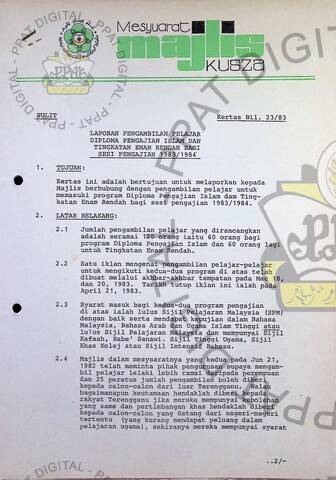 Mesyuarat
majlis
KUSZA
SULIT
Kertas Bil. 23/83
LAPORAN PENGAMBILAN PELAJAR
DIPLOMA PENGAJIAN ISLAM DAN
TINGKATAN ENAM RENDAH BAGI
SESI PENGAJIAN 1983/1984
1. TUJUAN:
Kertas ini adalah bertujuan untuk melaporkan kepada
Majlis berhubung dengan pengambilan pelajar untuk
memasuki program Diploma Pengajian Islam dan Ting-
katan Enam Rendah bagi sesi pengajian 1983/1984.
2. LATAR BELAKANG:
2.1 Jumlah pengambilan pelajar yang dirancangkan
adalah seramai 120 orang iaitu 60 orang bagi
program Diploma Pengajian Islam dan 60 orang lagi
untuk Tingkatan Enam Rendah.
2.2 Satu iklan mengenai pengambilan pelajar-pelajar
untuk mengikuti kedua-dua program di atas telah
dibuat melalui akhbar-akhbar tempatan pada Mac 18,
dan 20, 1983. Tarikh tutup iklan ini ialah pada
April 21, 1983.
2.3 Syarat masuk bagi kedua-dua program pengajian
di atas ialah lulus Sijil Pelajaran Malaysia (SPM)
dengan baik serta mendapat kepujian dalam Bahasa
Malaysia, Bahasa Arab dan Ugama Islam Tinggi atau
lulus Sijil Pelajaran Malaysia dan mempunyai Sijil
Kafaah, Rabe' Sanawi, Sijil Tinggi Ugama, Sijil
Khas Kolej atau Sijil Intensif Bahasa.
2.4 Majlis dalam mesyuaratnya yang kedua pada Jun 21,
1982 telah meminta pihak pengurusan supaya mengam-
bil pelajar lelaki lebih ramai daripada perempuan
dan 25 peratus jumlah pengambilan boleh diberi
kepada calon-calon dari luar Terengganu. Walau
bagaimanapun keutamaan hendaklah diberi kepada
rakyat Terengganu jika mereka mempunyai kebolehan
yang sama dan pertimbangan khas hendaklah diberi
kepada calon-calon yang datang dari negeri-negeri
tertentu (yang kurang mendapat peluang dalam
pelajaran ugama), sekiranya mereka mempunyai syarat
..2/-
PPAT DIGITAL - PPAT DIGITAL